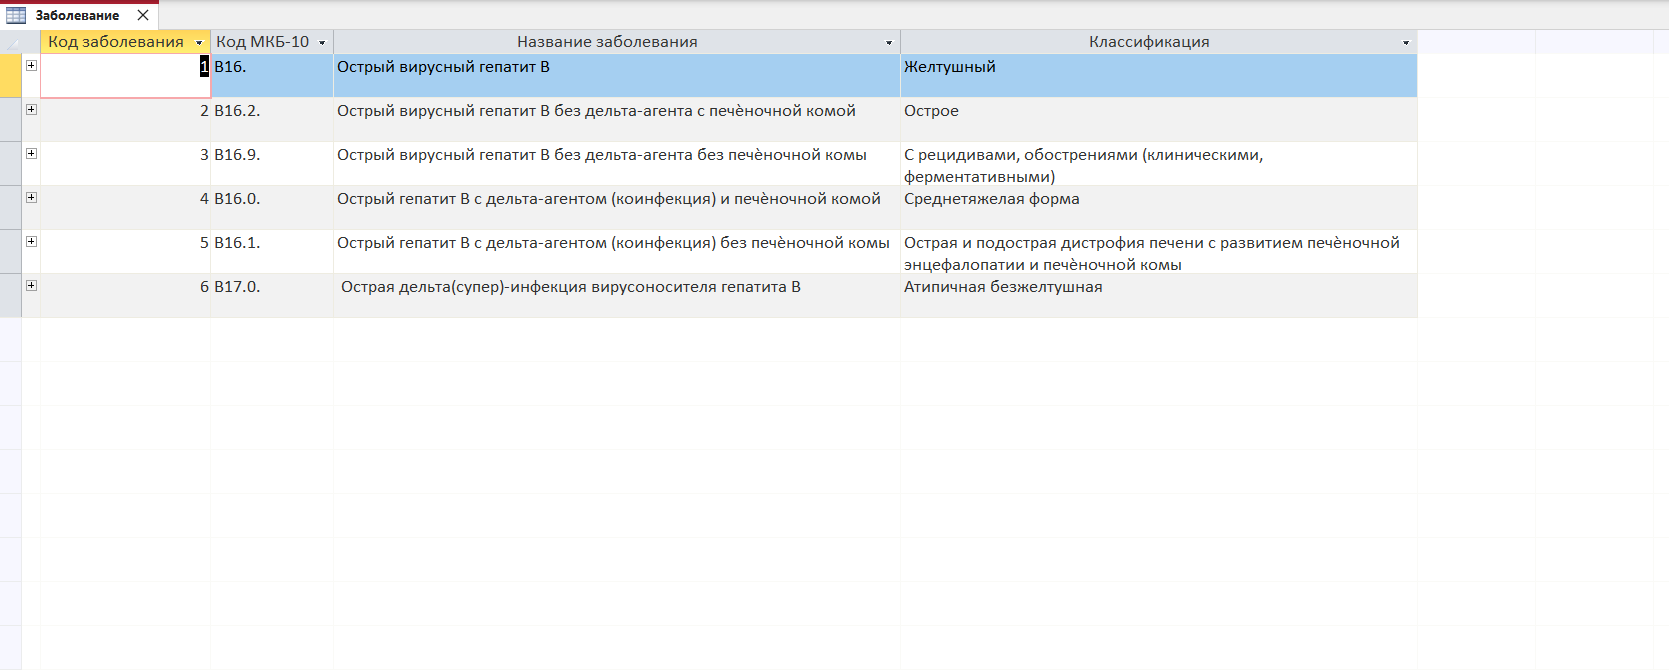 Заболевание
Код заболевания Код МКБ-10 Название заболевания Классификация
1 B16. Острый вирусный гепатит B Желтушный
2 B16.2. Острый вирусный гепатит B без дельта-агента с печѐночной комой Острое
3 B16.9. Острый вирусный гепатит B без дельта-агента без печѐночной комы С рецидивами, обострениями (клиническими,
ферментативными)
4 B16.0. Острый гепатит B с дельта-агентом (коинфекция) и печѐночной комой Среднетяжелая форма
5 B16.1. Острый гепатит B с дельта-агентом (коинфекция) без печѐночной комы Острая и подострая дистрофия печени с развитием печѐночной
энцефалопатии и печѐночной комы
6 B17.0. Острая дельта(супер)-инфекция вирусоносителя гепатита B Атипичная безжелтушная